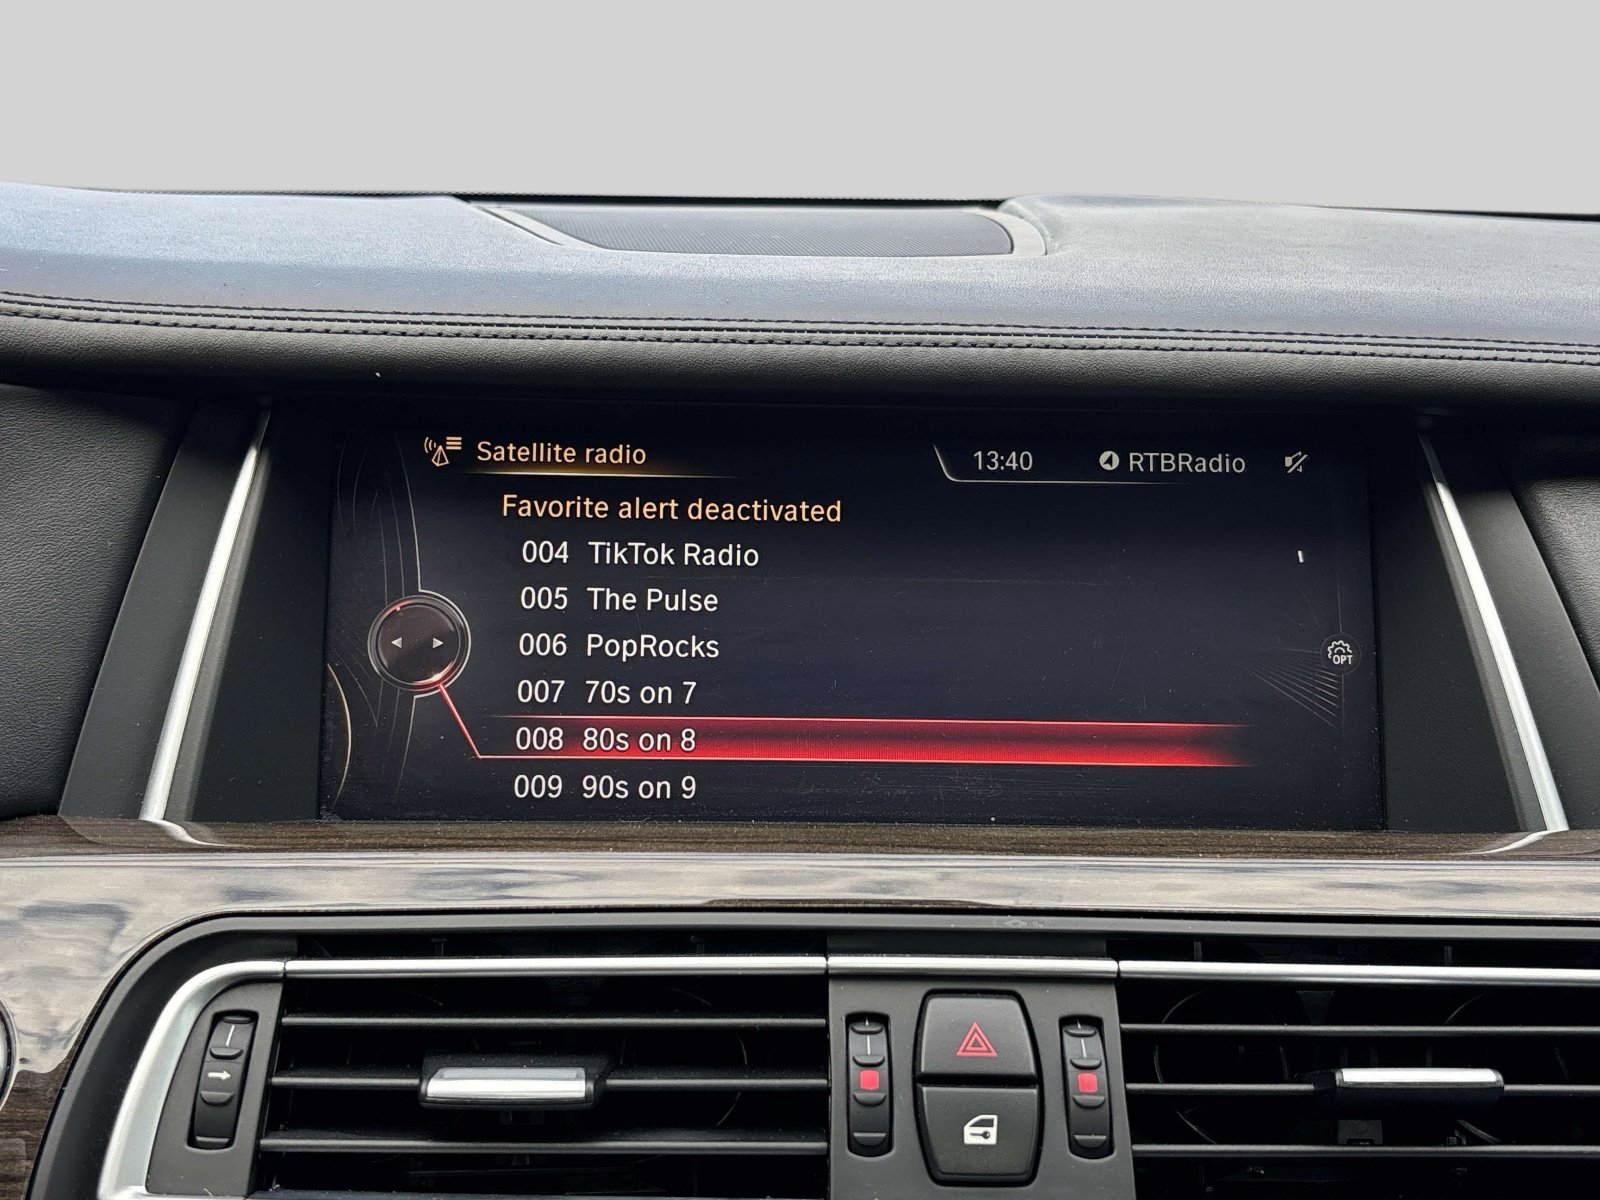 Satellite radio
13:40 RTBRadio
Favorite alert deactivated
004 TikTok Radio
005 The Pulse
006 PopRocks
007 70s on 7
008 80s on 8
009 90s on 9
OPT